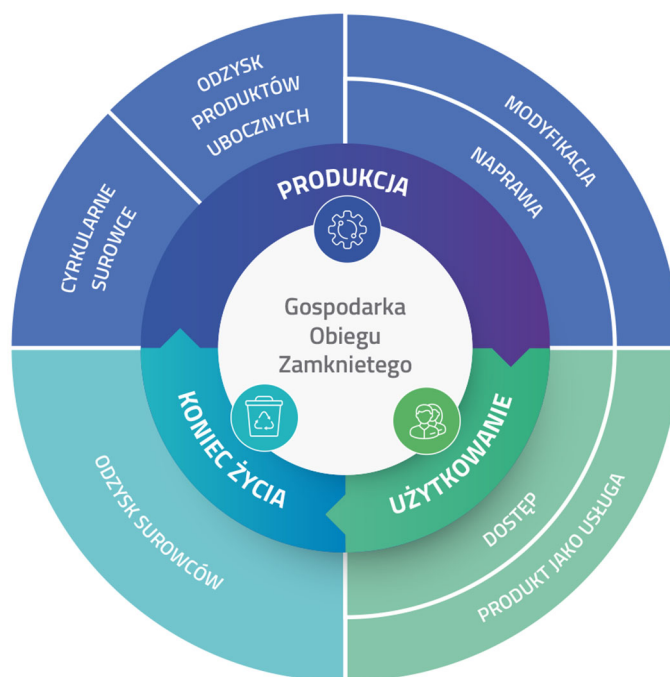 ODZYSK
PRODUKTÓW
UBOCZNYCH
MODYFIKACJA
NAPRAWA
CYRKULARNE
SUROWCE
PRODUKCJA
Gospodarka
Obiegu
Zamknietego
KONIEC ŻYCIA
UŻYTKOWANIE
ODZYSK SUROWCÓW
DOSTĘP
PRODUKT JAKO USŁUGA